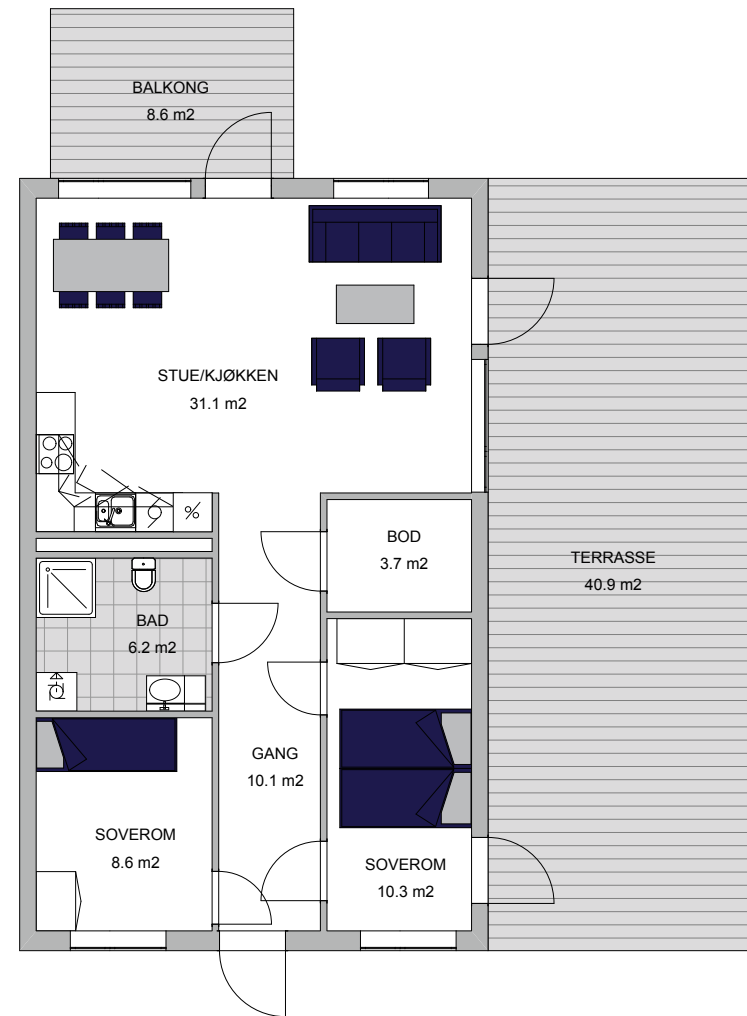 BALKONG
8.6 m2
STUE/KJØKKEN
31.1 m2
%
BOD
3.7 m2
TERRASSE
40.9 m2
BAD
6.2 m2
GANG
10.1 m2
SOVEROM
8.6 m2
SOVEROM
10.3 m2